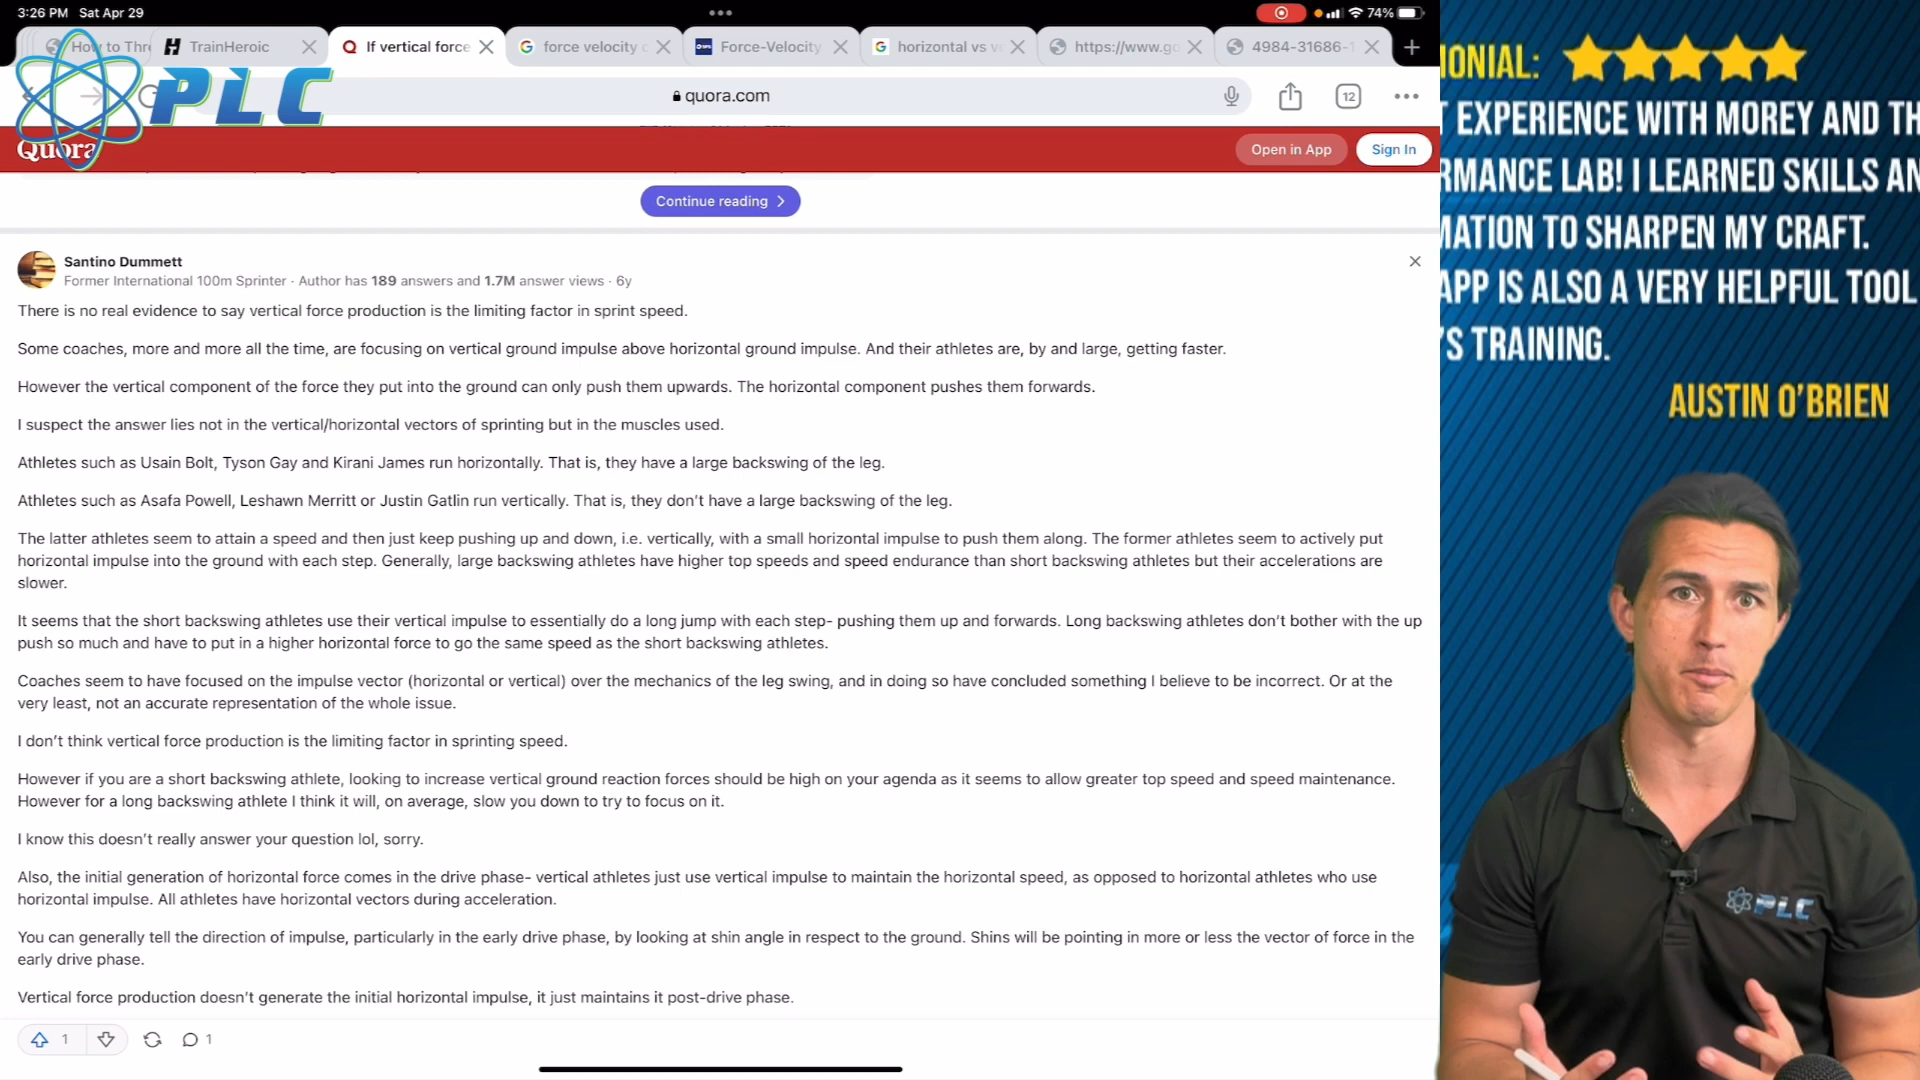 3:26 PM Sat Apr 29
74%
How to Thr
TrainHeroic
If vertical force
force velocity c
Force-Velocity
horizontal vs v
https://www.go
4984-31686-1
PLC
quora.com
12
Quora
Open in App
Sign In
Continue reading
Santino Dummett
Former International 100m Sprinter · Author has 189 answers and 1.7M answer views · 6y
There is no real evidence to say vertical force production is the limiting factor in sprint speed.
Some coaches, more and more all the time, are focusing on vertical ground impulse above horizontal ground impulse. And their athletes are, by and large, getting faster.
However the vertical component of the force they put into the ground can only push them upwards. The horizontal component pushes them forwards.
I suspect the answer lies not in the vertical/horizontal vectors of sprinting but in the muscles used.
Athletes such as Usain Bolt, Tyson Gay and Kirani James run horizontally. That is, they have a large backswing of the leg.
Athletes such as Asafa Powell, Leshawn Merritt or Justin Gatlin run vertically. That is, they don't have a large backswing of the leg.
The latter athletes seem to attain a speed and then just keep pushing up and down, i.e. vertically, with a small horizontal impulse to push them along. The former athletes seem to actively put
horizontal impulse into the ground with each step. Generally, large backswing athletes have higher top speeds and speed endurance than short backswing athletes but their accelerations are
slower.
It seems that the short backswing athletes use their vertical impulse to essentially do a long jump with each step- pushing them up and forwards. Long backswing athletes don't bother with the up
push so much and have to put in a higher horizontal force to go the same speed as the short backswing athletes.
Coaches seem to have focused on the impulse vector (horizontal or vertical) over the mechanics of the leg swing, and in doing so have concluded something I believe to be incorrect. Or at the
very least, not an accurate representation of the whole issue.
I don't think vertical force production is the limiting factor in sprinting speed.
However if you are a short backswing athlete, looking to increase vertical ground reaction forces should be high on your agenda as it seems to allow greater top speed and speed maintenance.
However for a long backswing athlete I think it will, on average, slow you down to try to focus on it.
I know this doesn't really answer your question lol, sorry.
Also, the initial generation of horizontal force comes in the drive phase- vertical athletes just use vertical impulse to maintain the horizontal speed, as opposed to horizontal athletes who use
horizontal impulse. All athletes have horizontal vectors during acceleration.
You can generally tell the direction of impulse, particularly in the early drive phase, by looking at shin angle in respect to the ground. Shins will be pointing in more or less the vector of force in the
early drive phase.
Vertical force production doesn't generate the initial horizontal impulse, it just maintains it post-drive phase.
1
1
ONIAL:
T EXPERIENCE WITH MOREY AND TH
RMANCE LAB! I LEARNED SKILLS AN
MATION TO SHARPEN MY CRAFT.
APP IS ALSO A VERY HELPFUL TOOL
'S TRAINING.
AUSTIN O'BRIEN
PLC